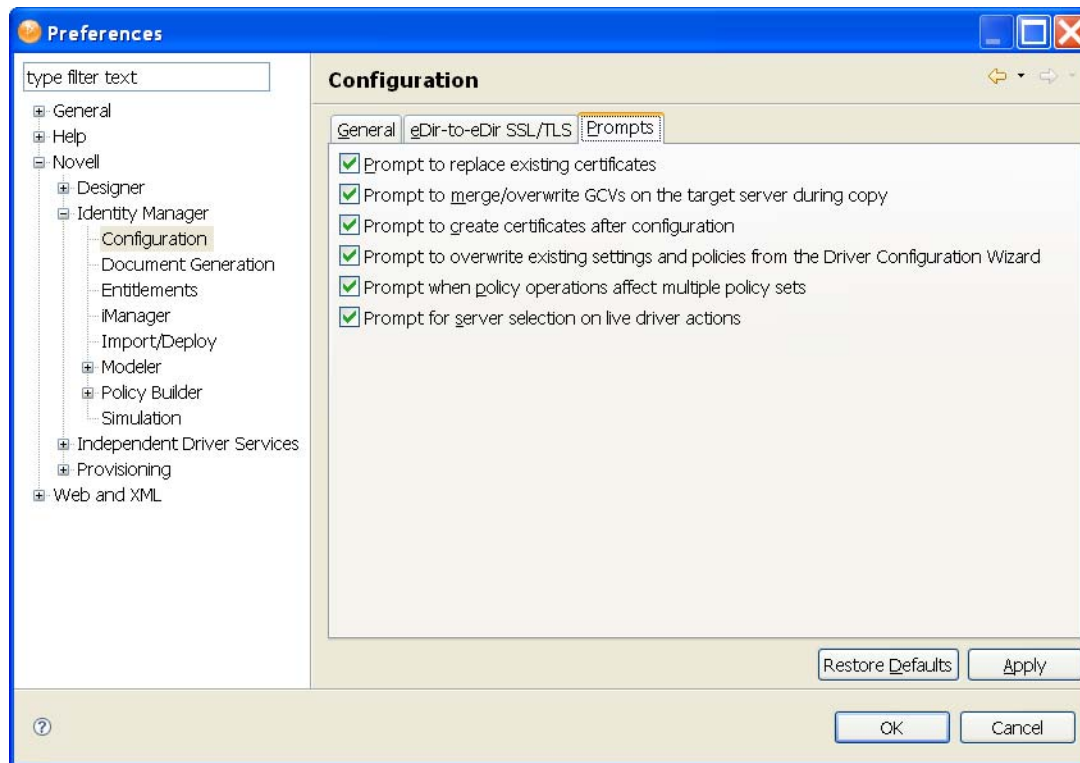 Preferences
type filter text
General
Help
Novell
Designer
Identity Manager
Configuration
Document Generation
Entitlements
iManager
Import/Deploy
Modeler
Policy Builder
Simulation
Independent Driver Services
Provisioning
Web and XML
Configuration
General eDir-to-eDir SSL/TLS Prompts
Prompt to replace existing certificates
Prompt to merge/overwrite GCVs on the target server during copy
Prompt to create certificates after configuration
Prompt to overwrite existing settings and policies from the Driver Configuration Wizard
Prompt when policy operations affect multiple policy sets
Prompt for server selection on live driver actions
Restore Defaults Apply
? OK Cancel